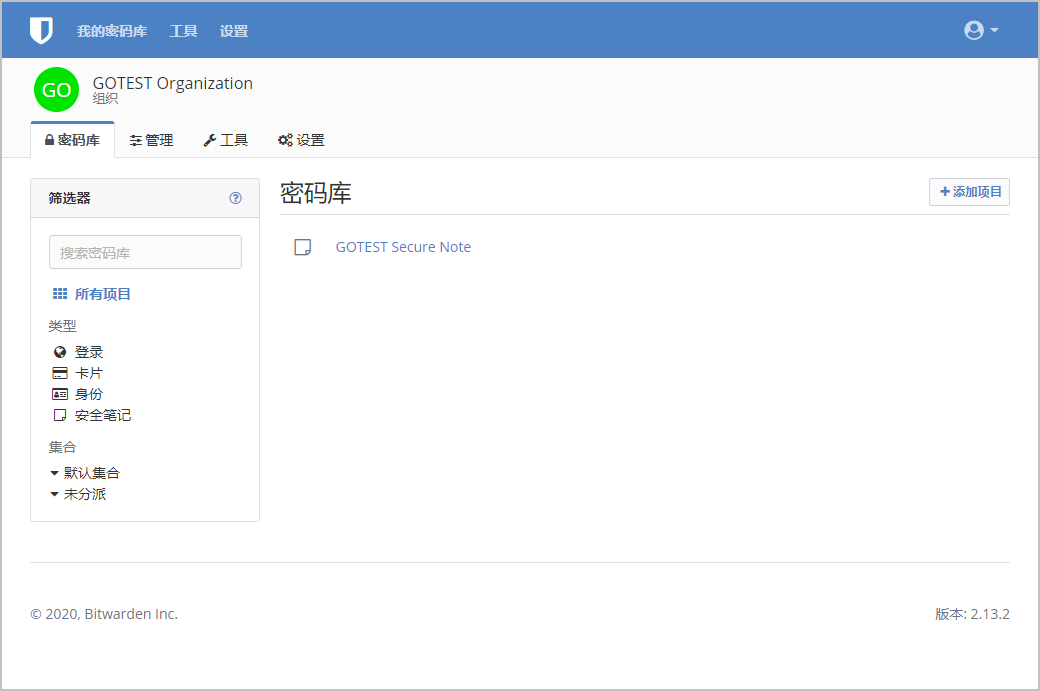 我的密码库 工具 设置
GO GOTEST Organization
组织
密码库 管理 工具 设置
筛选器
密码库
添加项目
搜索密码库
GOTEST Secure Note
所有项目
类型
登录
卡片
身份
安全笔记
集合
默认集合
未分派
© 2020, Bitwarden Inc. 版本: 2.13.2